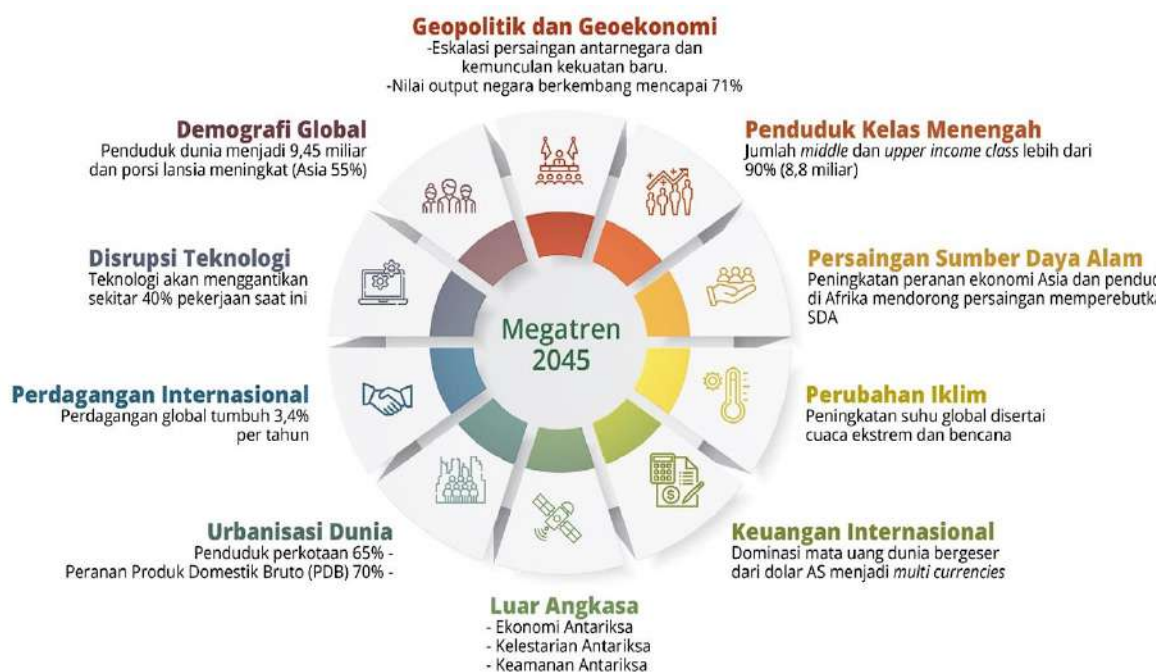 Geopolitik dan Geoekonomi
-Eskalasi persaingan antarnegara dan
kemunculan kekuatan baru.
-Nilai output negara berkembang mencapai 71%
Demografi Global
Penduduk dunia menjadi 9,45 miliar
dan porsi lansia meningkat (Asia 55%)
Penduduk Kelas Menengah
Jumlah middle dan upper income class lebih dari
90% (8,8 miliar)
Disrupsi Teknologi
Teknologi akan menggantikan
sekitar 40% pekerjaan saat ini
Persaingan Sumber Daya Alam
Peningkatan peranan ekonomi Asia dan
di Afrika mendorong persaingan
SDA
Megatren
2045
Perdagangan Internasional
Perdagangan global tumbuh 3,4%
per tahun
Perubahan Iklim
Peningkatan suhu global disertai
cuaca ekstrem dan bencana
Urbanisasi Dunia
Penduduk perkotaan 65% -
Peranan Produk Domestik Bruto (PDB) 70% -
Keuangan Internasional
Dominasi mata uang dunia bergeser
dari dolar AS menjadi multi currencies
Luar Angkasa
- Ekonomi Antariksa
- Kelestarian Antariksa
- Keamanan Antariksa